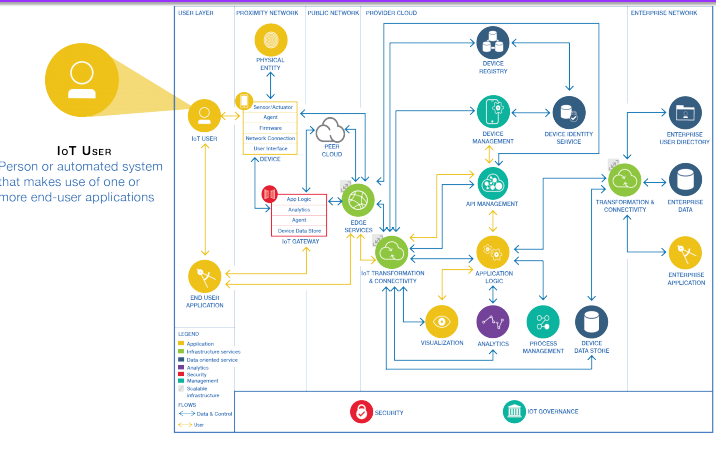 IoT User
Person or automated system
that makes use of one or
more end-user applications
USER LAYER
PROXIMITY NETWORK
PUBLIC NETWORK
PROVIDER CLOUD
ENTERPRISE NETWORK
PHYSICAL
ENTITY
IoT USER
Sensor/Actuator
Agent
Firmware
Network Connection
User Interface
DEVICE
PEER
CLOUD
App Logic
Analytics
Agent
Device Data Store
IoT GATEWAY
EDGE
SERVICES
END USER
APPLICATION
DEVICE
REGISTRY
DEVICE
MANAGEMENT
DEVICE IDENTITY
SERVICE
API MANAGEMENT
IoT TRANSFORMATION
& CONNECTIVITY
APPLICATION
LOGIC
VISUALIZATION
ANALYTICS
PROCESS
MANAGEMENT
DEVICE
DATA STORE
TRANSFORMATION &
CONNECTIVITY
ENTERPRISE
USER DIRECTORY
ENTERPRISE
DATA
ENTERPRISE
APPLICATION
LEGEND
Application
Infrastructure services
Data oriented service
Analytics
Security
Management
Scalable
infrastructure
FLOWS
Data & Control
User
SECURITY
IOT GOVERNANCE